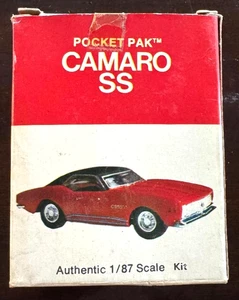 POCKET PAK™
CAMARO
SS
Authentic 1/87 Scale Kit